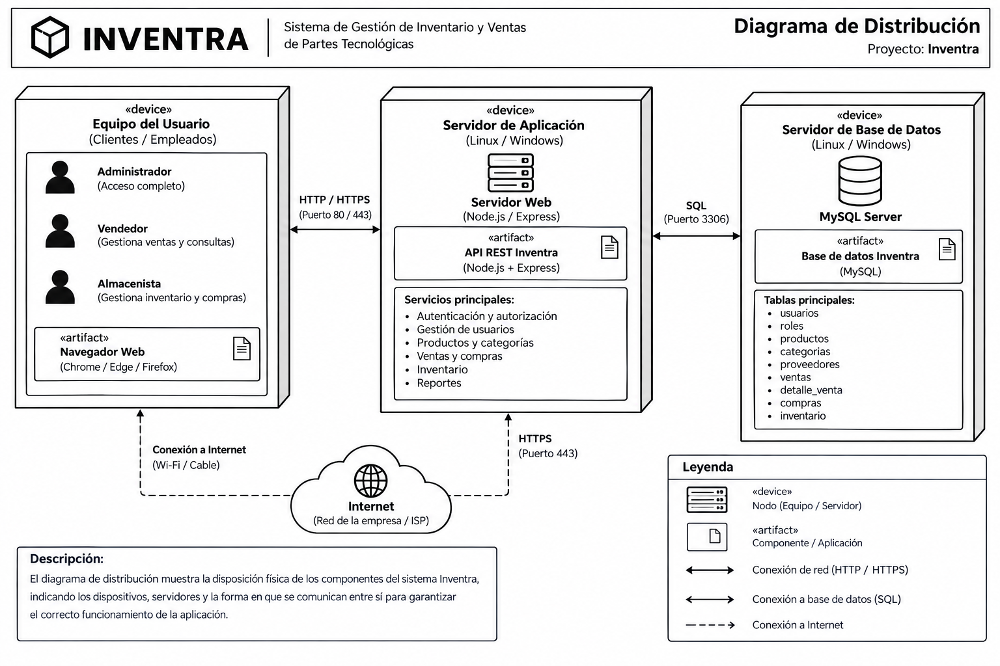 INVENTRA
Sistema de Gestión de Inventario y Ventas
de Partes Tecnológicas
Diagrama de Distribución
Proyecto: Inventra
«device»
Equipo del Usuario
(Clientes / Empleados)
Administrador
(Acceso completo)
Vendedor
(Gestiona ventas y consultas)
Almacenista
(Gestiona inventario y compras)
«artifact»
Navegador Web
(Chrome / Edge / Firefox)
HTTP / HTTPS
(Puerto 80 / 443)
«device»
Servidor de Aplicación
(Linux / Windows)
Servidor Web
(Node.js / Express)
«artifact»
API REST Inventra
(Node.js + Express)
Servicios principales:
• Autenticación y autorización
• Gestión de usuarios
• Productos y categorías
• Ventas y compras
• Inventario
• Reportes
SQL
(Puerto 3306)
«device»
Servidor de Base de Datos
(Linux / Windows)
MySQL Server
«artifact»
Base de datos Inventra
(MySQL)
Tablas principales:
• usuarios
• roles
• productos
• categorias
• proveedores
• ventas
• detalle_venta
• compras
• inventario
Conexión a Internet
(Wi-Fi / Cable)
Internet
(Red de la empresa / ISP)
HTTPS
(Puerto 443)
Leyenda
«device»
Nodo (Equipo / Servidor)
«artifact»
Componente / Aplicación
Conexión de red (HTTP / HTTPS)
Conexión a base de datos (SQL)
Conexión a Internet
Descripción:
El diagrama de distribución muestra la disposición física de los componentes del sistema Inventra,
indicando los dispositivos, servidores y la forma en que se comunican entre sí para garantizar
el correcto funcionamiento de la aplicación.